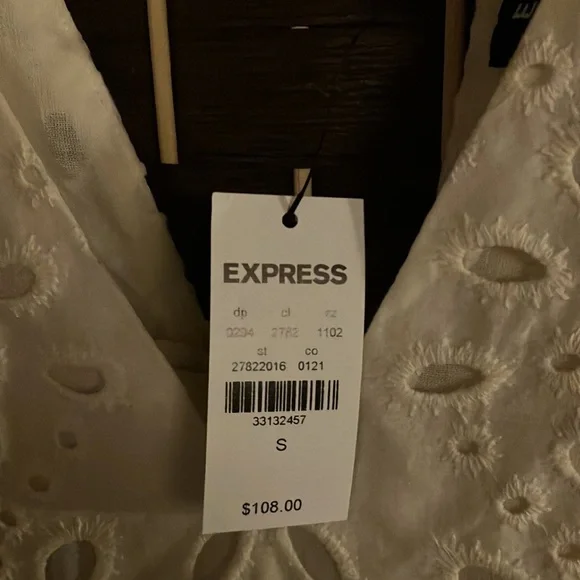 EXPRESS
dp cl sz
0294 2782 1102
st co
27822016 0121
33132457
S
$108.00